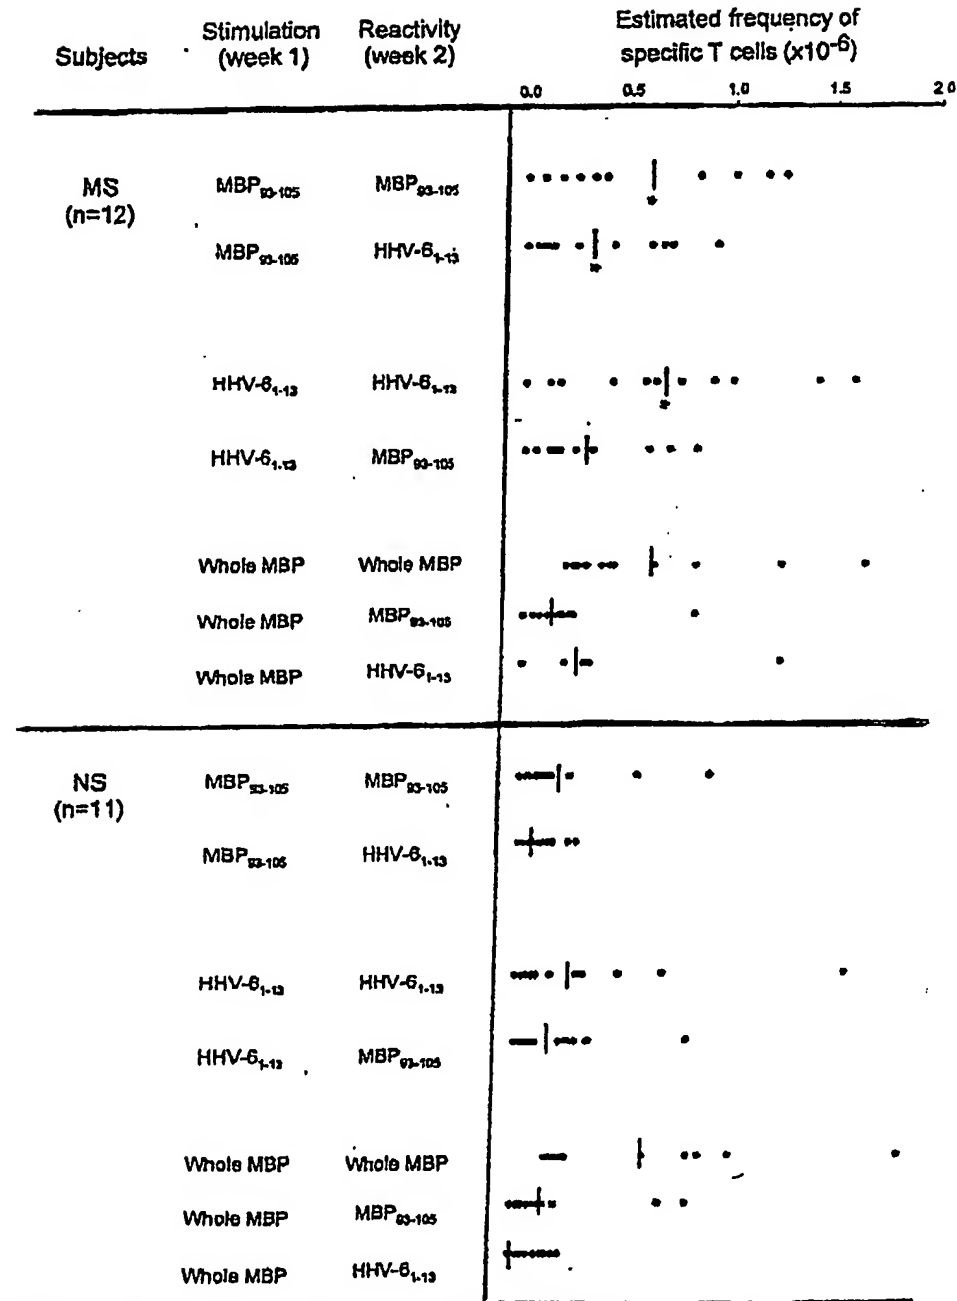 Subjects Stimulation (week 1) Reactivity (week 2) Estimated frequency of specific T cells (x10⁻⁶)
0.0 0.5 1.0 1.5 2.0
MS (n=12) MBP₉₃₋₁₀₅ MBP₉₃₋₁₀₅
MBP₉₃₋₁₀₅ HHV-6₁₋₁₃
HHV-6₁₋₁₃ HHV-6₁₋₁₃
HHV-6₁₋₁₃ MBP₉₃₋₁₀₅
Whole MBP Whole MBP
Whole MBP MBP₉₃₋₁₀₅
Whole MBP HHV-6₁₋₁₃
NS (n=11) MBP₉₃₋₁₀₅ MBP₉₃₋₁₀₅
MBP₉₃₋₁₀₅ HHV-6₁₋₁₃
HHV-6₁₋₁₃ HHV-6₁₋₁₃
HHV-6₁₋₁₃ MBP₉₃₋₁₀₅
Whole MBP Whole MBP
Whole MBP MBP₉₃₋₁₀₅
Whole MBP HHV-6₁₋₁₃